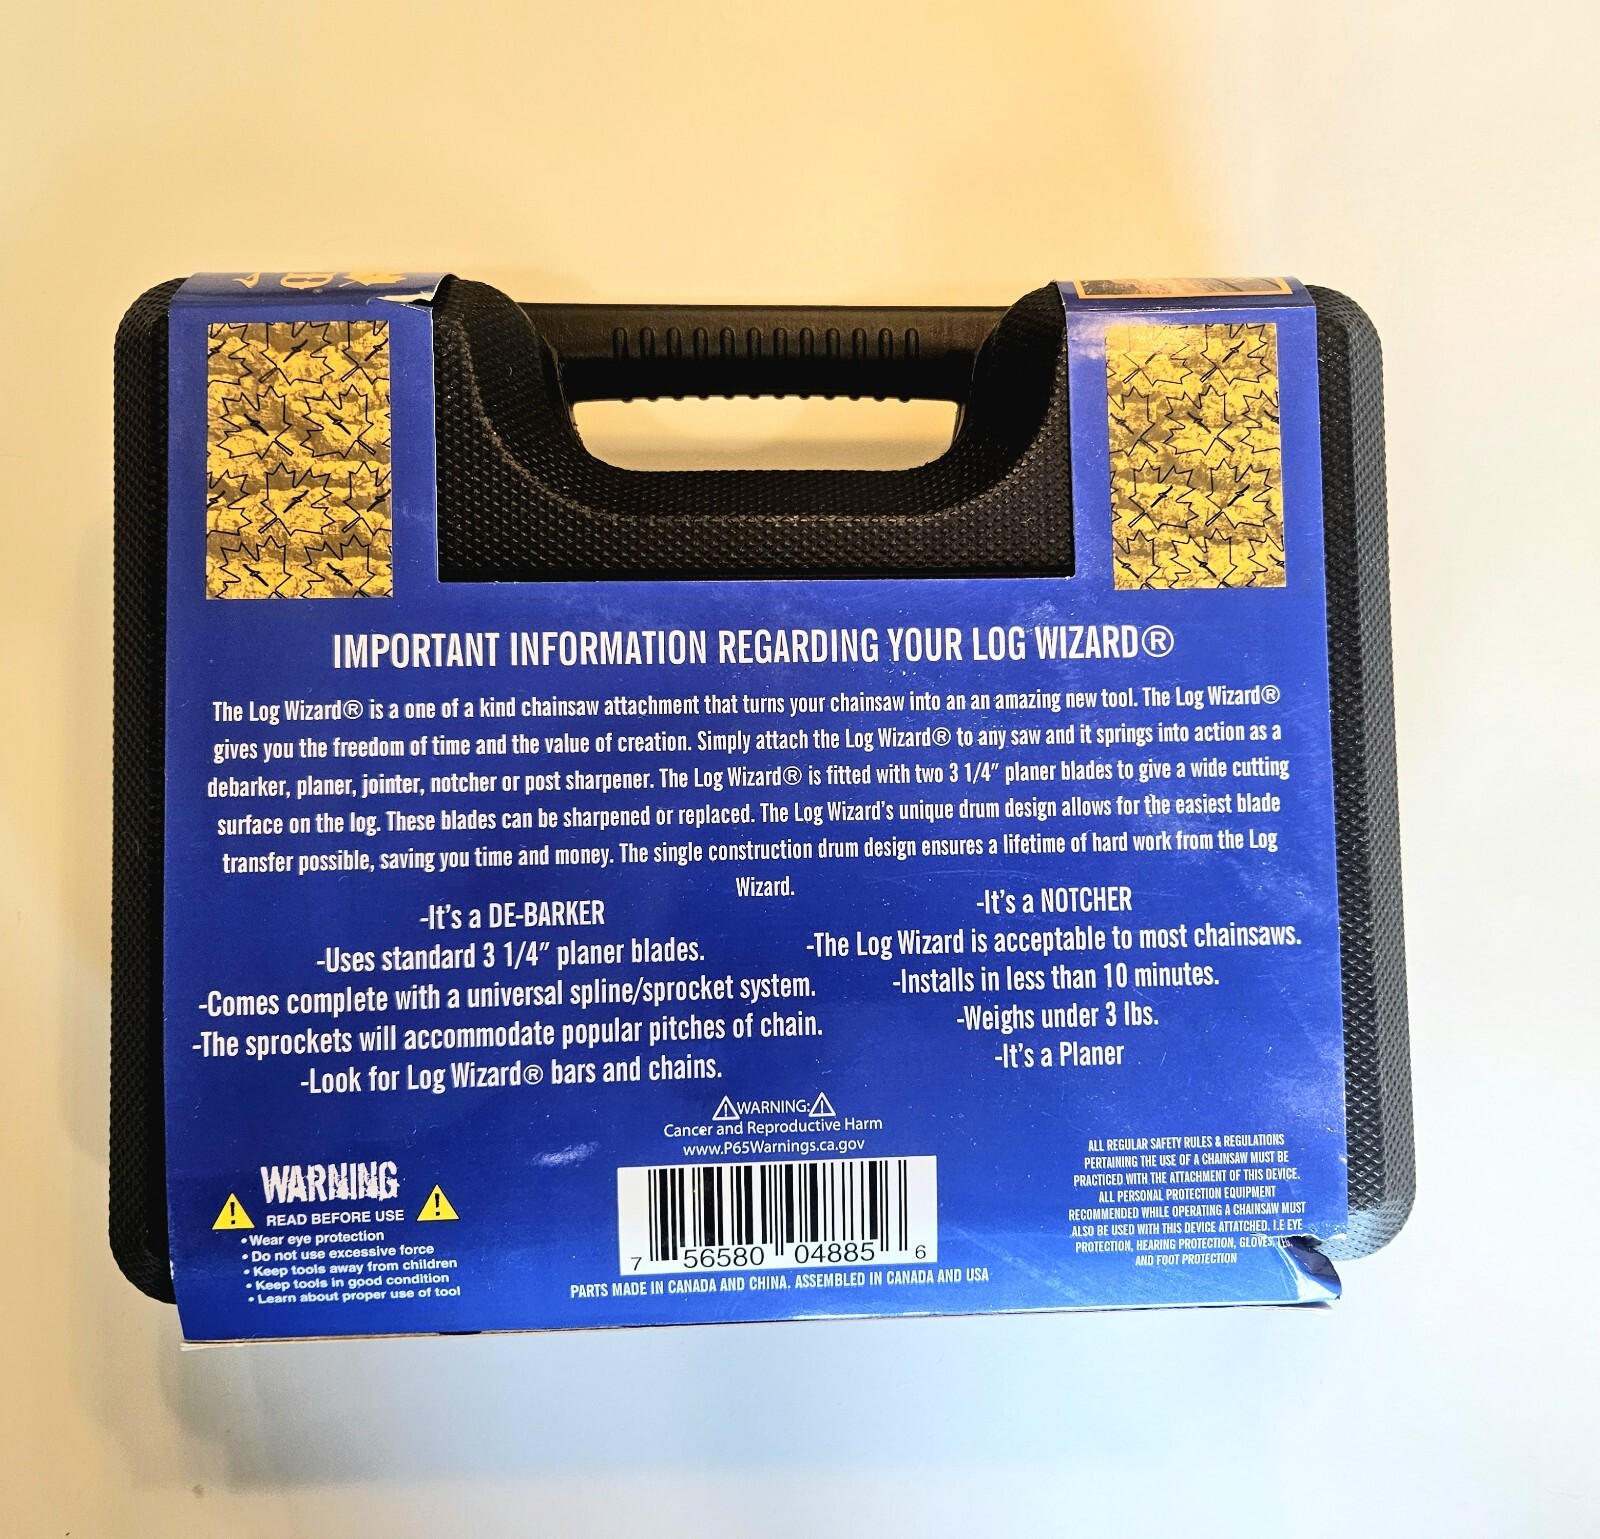 IMPORTANT INFORMATION REGARDING YOUR LOG WIZARD®
The Log Wizard® is a one of a kind chainsaw attachment that turns your chainsaw into an an amazing new tool. The Log Wizard®
gives you the freedom of time and the value of creation. Simply attach the Log Wizard® to any saw and it springs into action as a
debarker, planer, jointer, notcher or post sharpener. The Log Wizard® is fitted with two 3 1/4" planer blades to give a wide cutting
surface on the log. These blades can be sharpened or replaced. The Log Wizard's unique drum design allows for the easiest blade
transfer possible, saving you time and money. The single construction drum design ensures a lifetime of hard work from the Log
Wizard.
-It's a DE-BARKER
-Uses standard 3 1/4" planer blades.
-Comes complete with a universal spline/sprocket system.
-The sprockets will accommodate popular pitches of chain.
-Look for Log Wizard® bars and chains.
-It's a NOTCHER
-The Log Wizard is acceptable to most chainsaws.
-Installs in less than 10 minutes.
-Weighs under 3 lbs.
-It's a Planer
WARNING:
Cancer and Reproductive Harm
www.P65Warnings.ca.gov
WARNING
READ BEFORE USE
• Wear eye protection
• Do not use excessive force
• Keep tools away from children
• Keep tools in good condition
• Learn about proper use of tool
7 56580 04885 6
PARTS MADE IN CANADA AND CHINA. ASSEMBLED IN CANADA AND USA
ALL REGULAR SAFETY RULES & REGULATIONS
PERTAINING THE USE OF A CHAINSAW MUST BE
PRACTICED WITH THE ATTACHMENT OF THIS DEVICE.
ALL PERSONAL PROTECTION EQUIPMENT
RECOMMENDED WHILE OPERATING A CHAINSAW MUST
ALSO BE USED WITH THIS DEVICE ATTATCHED. I.E EYE
PROTECTION, HEARING PROTECTION, GLOVES,
AND FOOT PROTECTION